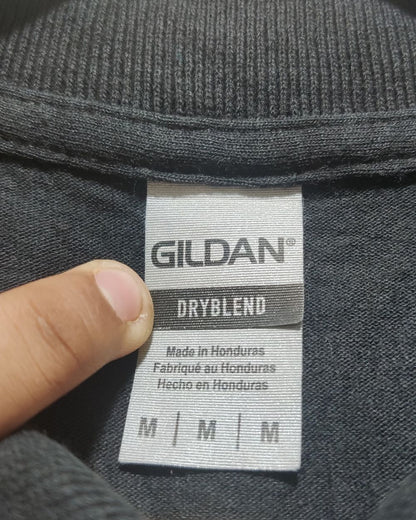 GILDAN®
DRYBLEND
Made in Honduras
Fabriqué au Honduras
Hecho en Honduras
M | M | M